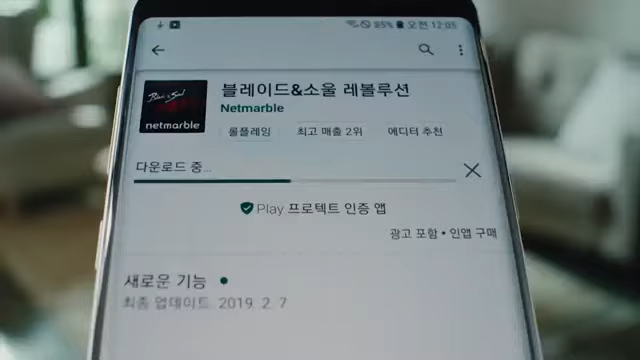 85% 오전 12:05
블레이드&소울 레볼루션
Netmarble
Blade & Soul
netmarble
롤플레잉 최고 매출 2위 에디터 추천
다운로드 중...
Play 프로텍트 인증 앱
광고 포함 • 인앱 구매
새로운 기능
최종 업데이트 2019. 2. 7